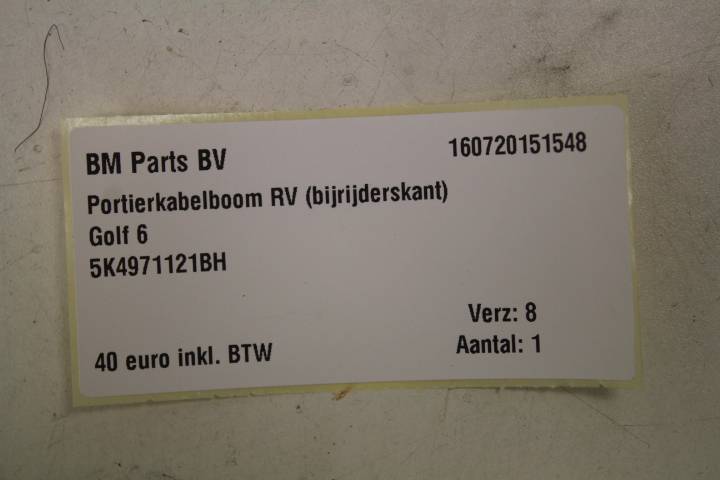 BM Parts BV 160720151548
Portierkabelboom RV (bijrijderskant)
Golf 6
5K4971121BH
Verz: 8
40 euro inkl. BTW Aantal: 1